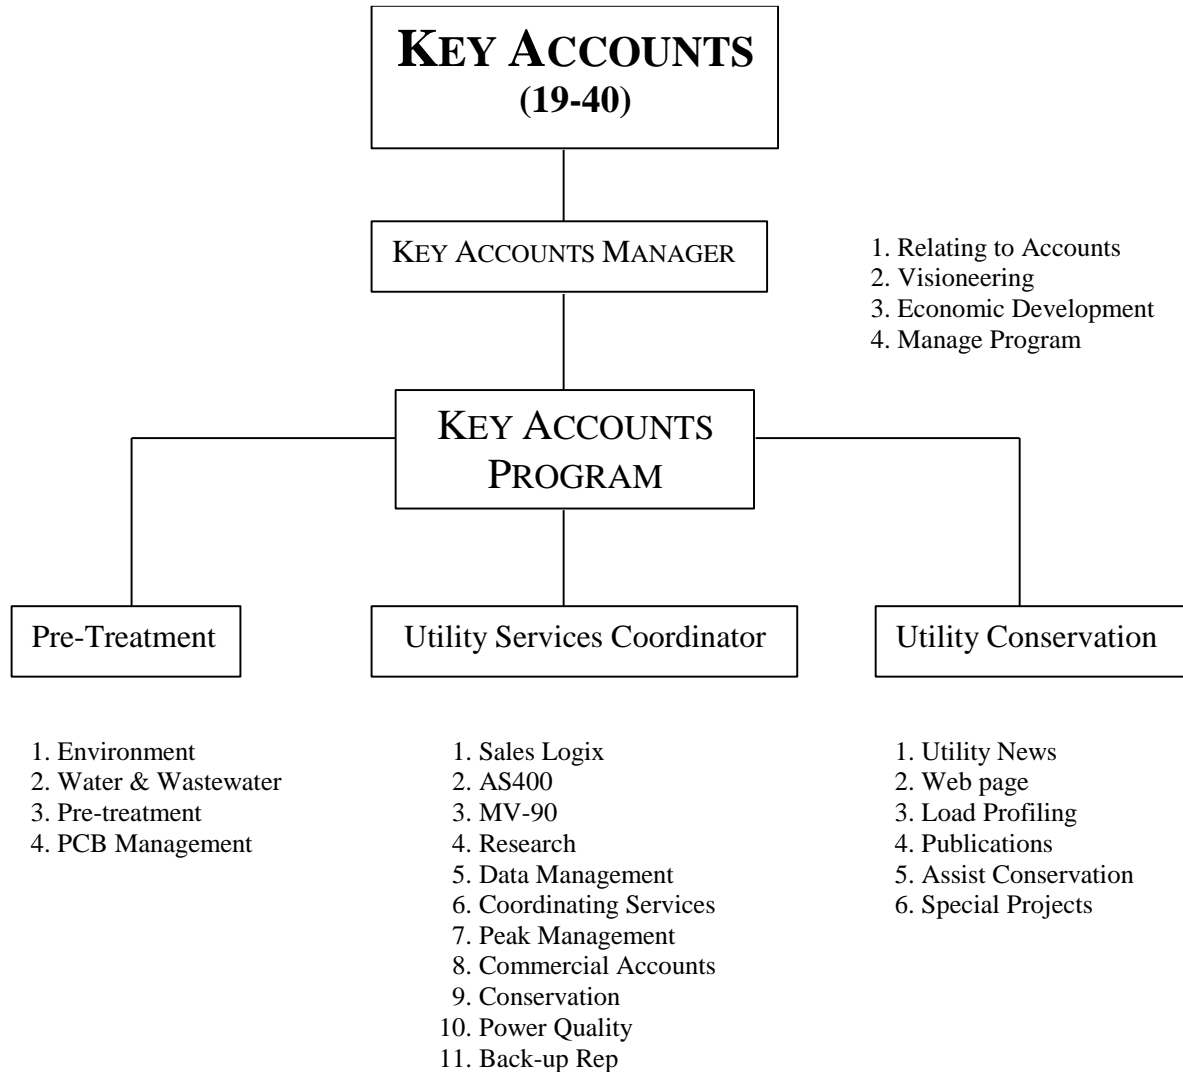 KEY ACCOUNTS
(19-40)
KEY ACCOUNTS MANAGER
1. Relating to Accounts
2. Visioneering
3. Economic Development
4. Manage Program
KEY ACCOUNTS
PROGRAM
Pre-Treatment
Utility Services Coordinator
Utility Conservation
1. Environment
2. Water & Wastewater
3. Pre-treatment
4. PCB Management
1. Sales Logix
2. AS400
3. MV-90
4. Research
5. Data Management
6. Coordinating Services
7. Peak Management
8. Commercial Accounts
9. Conservation
10. Power Quality
11. Back-up Rep
1. Utility News
2. Web page
3. Load Profiling
4. Publications
5. Assist Conservation
6. Special Projects